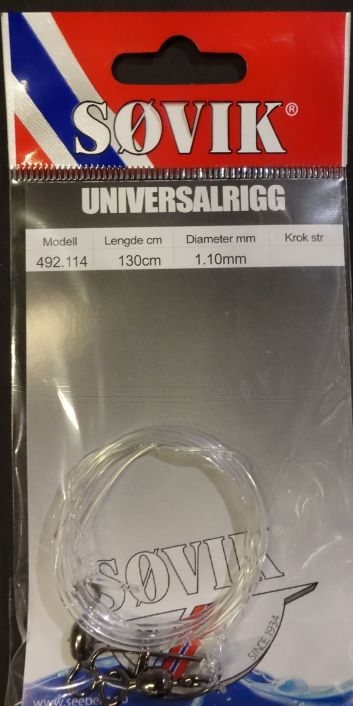 SØVIK®
UNIVERSALRIGG
Modell Lengde cm Diameter mm Krok str
492.114 130cm 1.10mm
SØVIK
SINCE 1934